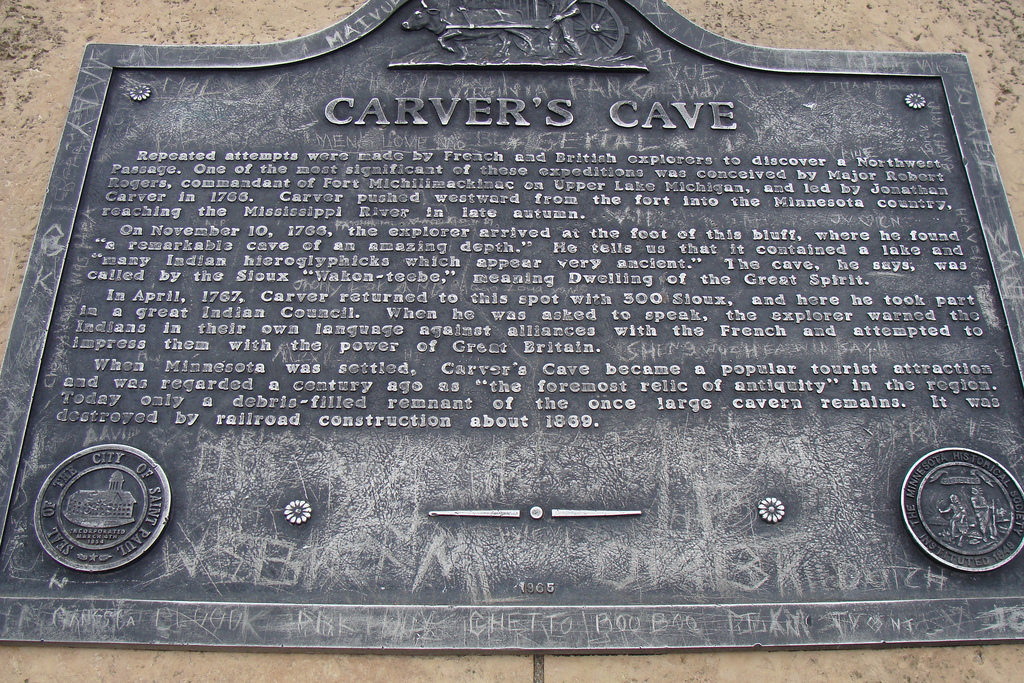 CARVER'S CAVE
Repeated attempts were made by French and British explorers to discover a Northwest
Passage. One of the most significant of these expeditions was conceived by Major Robert
Rogers, commandant of Fort Michilimackinac on Upper Lake Michigan, and led by Jonathan
Carver in 1766. Carver pushed westward from the fort into the Minnesota country,
reaching the Mississippi River in late autumn.
On November 10, 1766, the explorer arrived at the foot of this bluff, where he found
"a remarkable cave of an amazing depth." He tells us that it contained a lake and
"many Indian hieroglyphicks which appear very ancient." The cave, he says, was
called by the Sioux "Wakon-teebe," meaning Dwelling of the Great Spirit.
In April, 1767, Carver returned to this spot with 300 Sioux, and here he took part
in a great Indian Council. When he was asked to speak, the explorer warned the
Indians in their own language against alliances with the French and attempted to
impress them with the power of Great Britain.
When Minnesota was settled, Carver's Cave became a popular tourist attraction
and was regarded a century ago as "the foremost relic of antiquity" in the region.
Today only a debris-filled remnant of the once large cavern remains. It was
destroyed by railroad construction about 1869.
SEAL OF THE CITY OF SAINT PAUL
INCORPORATED
MARCH 4TH
1854
THE MINNESOTA HISTORICAL SOCIETY
INSTITUTED 1849
1965
GHETTO BOO BOO